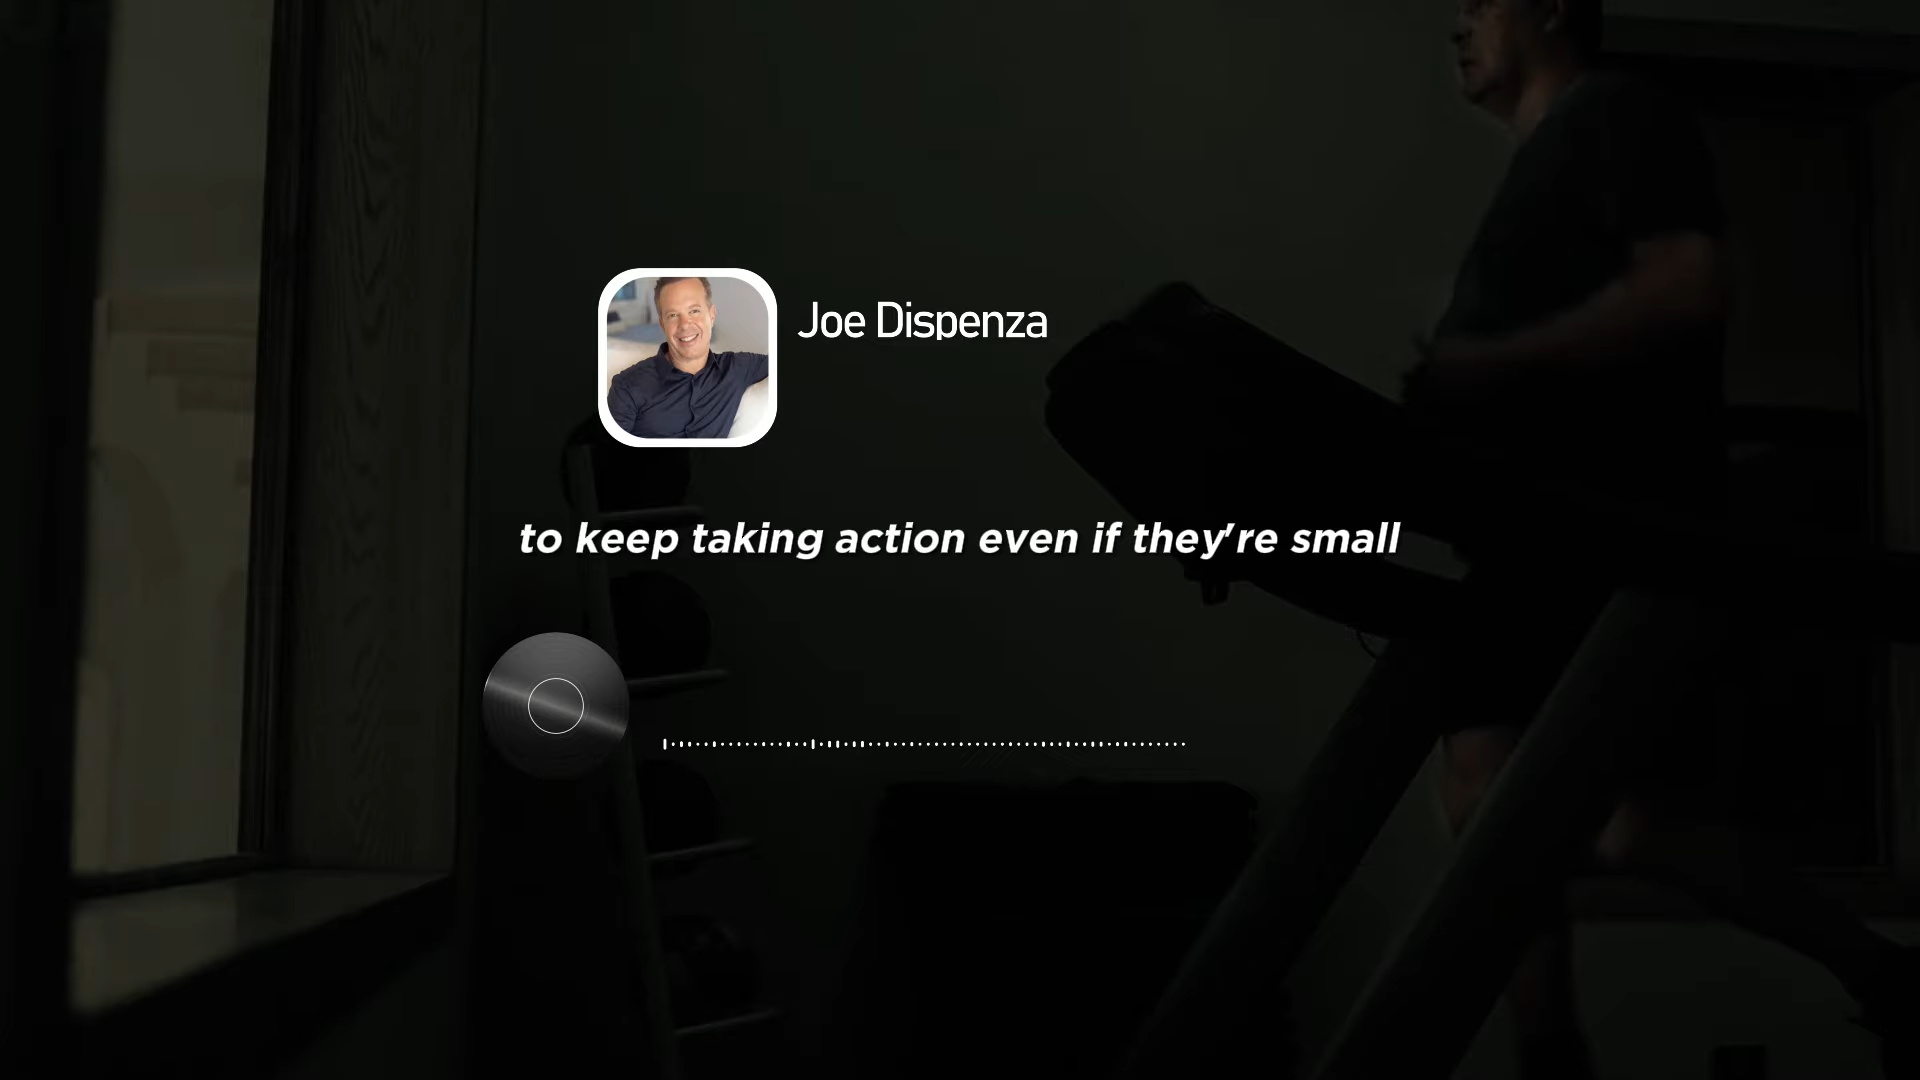 Joe Dispenza
to keep taking action even if they're small